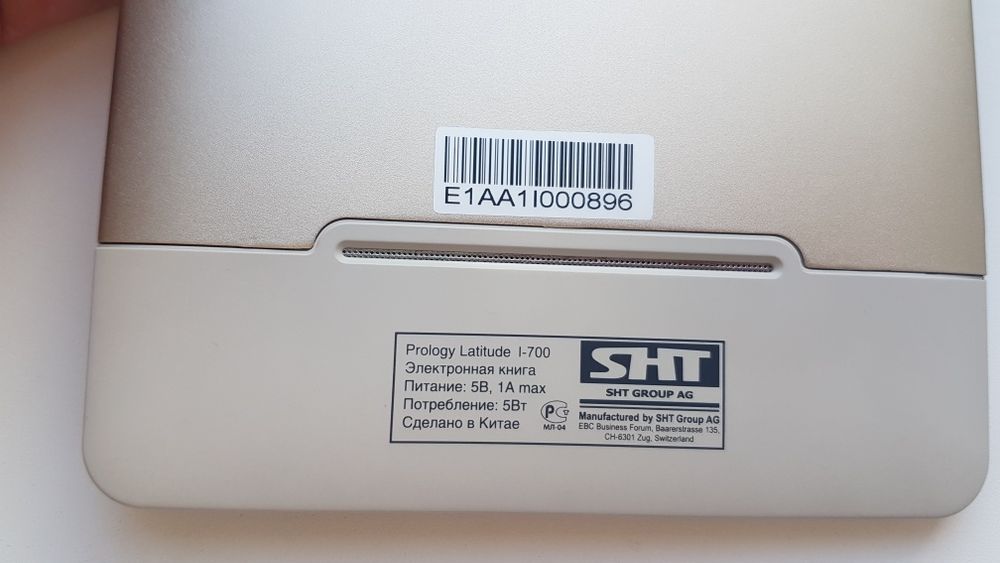 E1AA1I000896
Prology Latitude I-700
Электронная книга
Питание: 5В, 1А max
Потребление: 5Вт
Сделано в Китае
РС
МЛ-04
SHT
SHT GROUP AG
Manufactured by SHT Group AG
EBC Business Forum, Baarerstrasse 135,
CH-6301 Zug, Switzerland